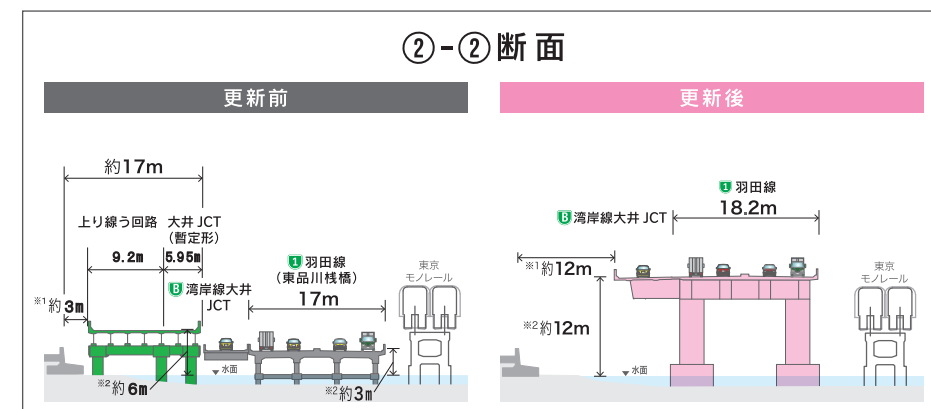 ②-②断面
更新前
約17m
上り線う回路
大井 JCT
(暫定形)
9.2m
5.95m
1 羽田線
(東品川桟橋)
17m
B 湾岸線大井
JCT
※1約3m
※2約6m
水面
※2約3m
東京
モノレール
更新後
1 羽田線
18.2m
B 湾岸線大井 JCT
※1約12m
※2約12m
水面
東京
モノレール